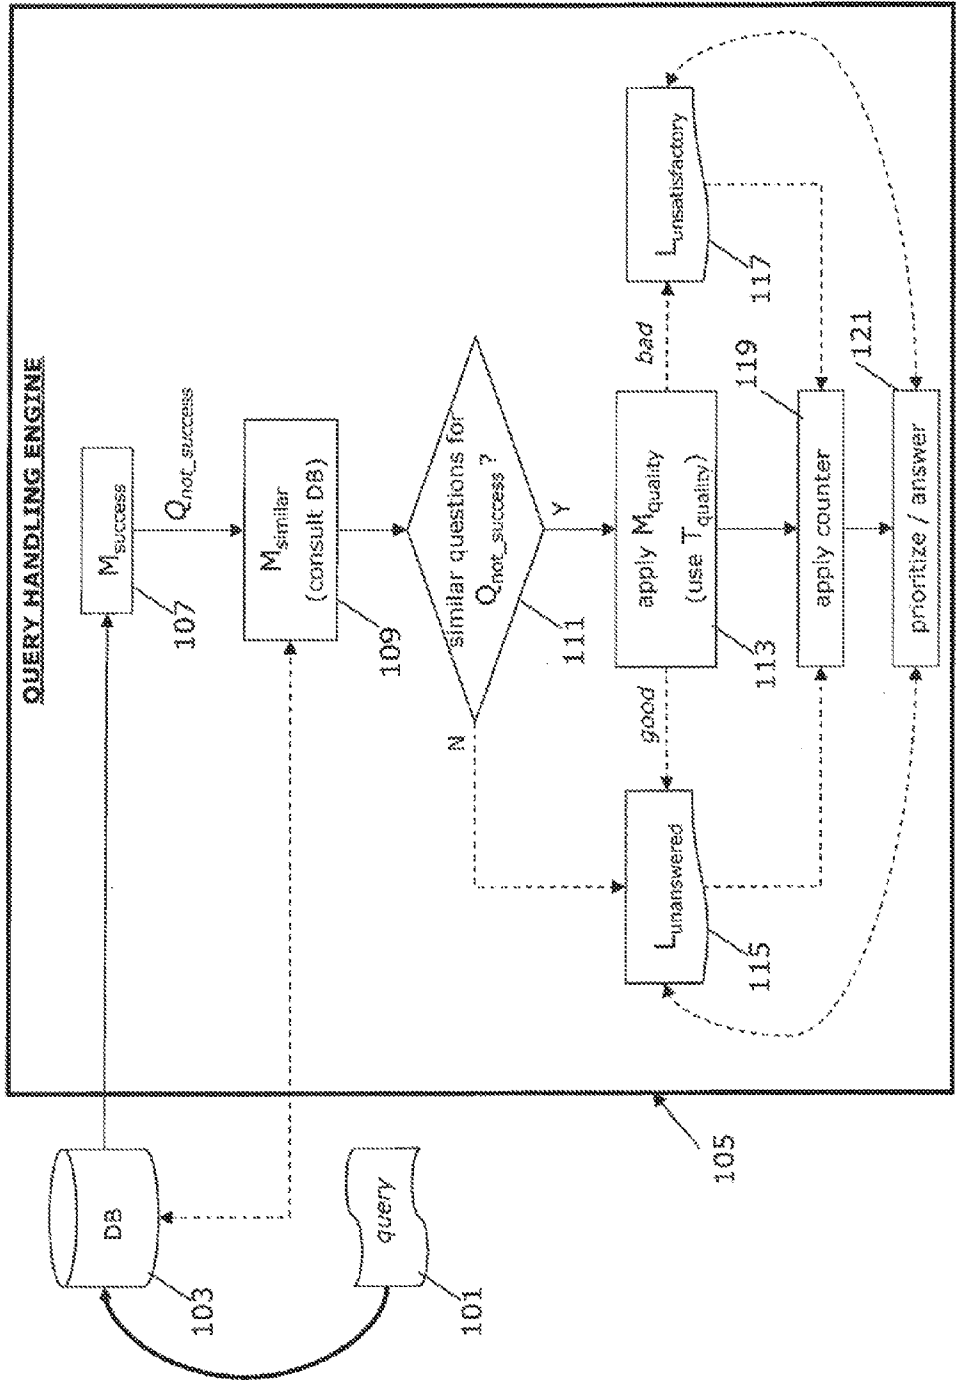 QUERY HANDLING ENGINE
DB
103
query
101
105
M_success
107
Q_not_success
M_similar
(consult DB)
109
similar questions for
Q_not_success ?
111
N
Y
apply M_quality
(use T_quality)
113
good
bad
L_unanswered
115
L_unsatisfactory
117
apply counter
119
prioritize / answer
121